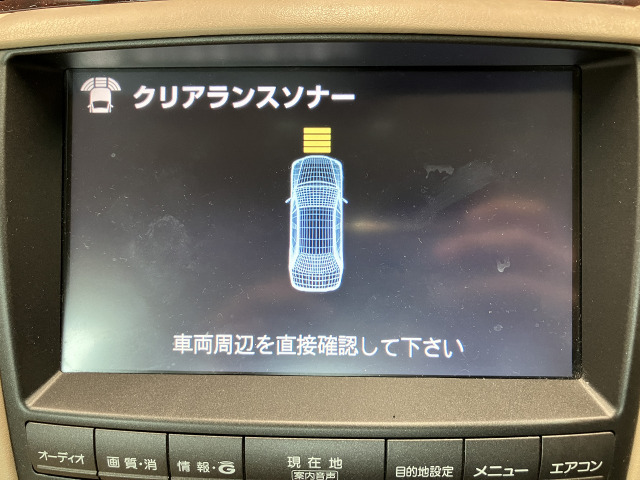 クリアランスソナー
車両周辺を直接確認して下さい
オーディオ
画質・消
情報・G
現在地
案内音声
目的地設定
メニュー
エアコン